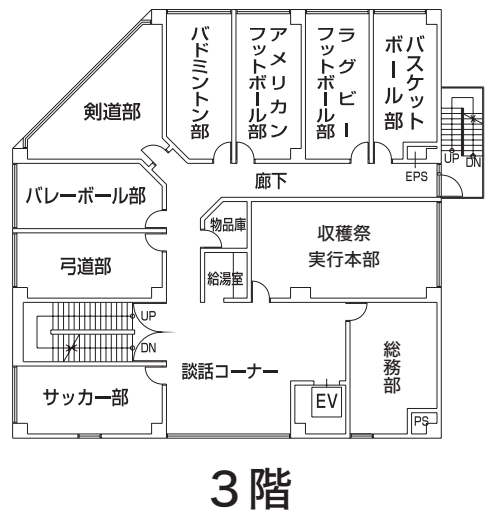 剣道部
バドミントン部
アメリカン
フットボール部
ラグビー
フットボール部
バスケット
ボール部
UP
DN
EPS
廊下
バレーボール部
物品庫
収穫祭
実行本部
弓道部
給湯室
UP
DN
談話コーナー
総務部
サッカー部
EV
PS
3階